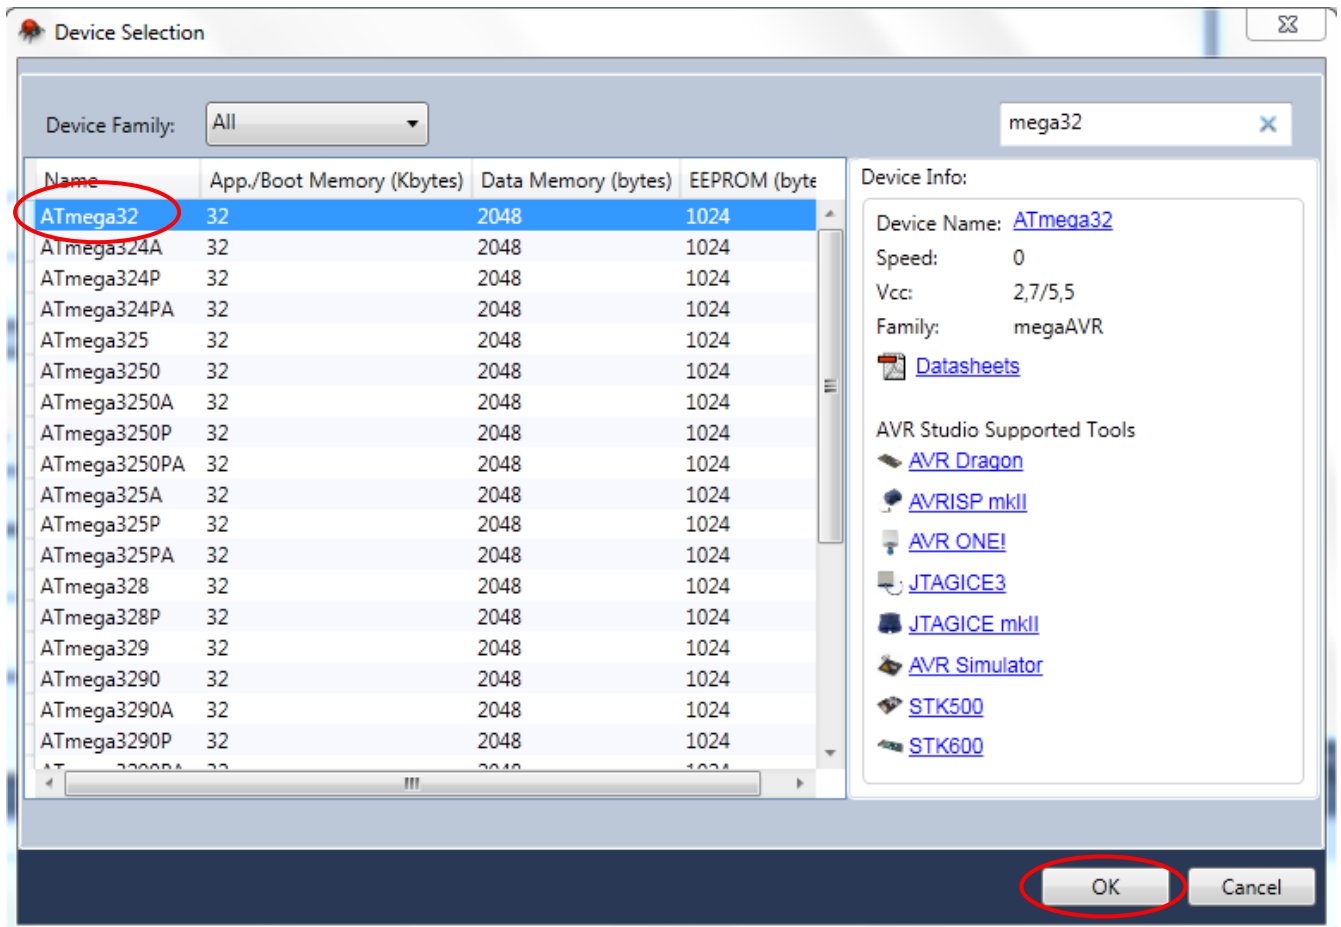 Device Selection
Device Family: All mega32
Name App./Boot Memory (Kbytes) Data Memory (bytes) EEPROM (byte
ATmega32 32 2048 1024
ATmega324A 32 2048 1024
ATmega324P 32 2048 1024
ATmega324PA 32 2048 1024
ATmega325 32 2048 1024
ATmega3250 32 2048 1024
ATmega3250A 32 2048 1024
ATmega3250P 32 2048 1024
ATmega3250PA 32 2048 1024
ATmega325A 32 2048 1024
ATmega325P 32 2048 1024
ATmega325PA 32 2048 1024
ATmega328 32 2048 1024
ATmega328P 32 2048 1024
ATmega329 32 2048 1024
ATmega3290 32 2048 1024
ATmega3290A 32 2048 1024
ATmega3290P 32 2048 1024
Device Info:
Device Name: ATmega32
Speed: 0
Vcc: 2,7/5,5
Family: megaAVR
Datasheets
AVR Studio Supported Tools
AVR Dragon
AVRISP mkII
AVR ONE!
JTAGICE3
JTAGICE mkII
AVR Simulator
STK500
STK600
OK Cancel